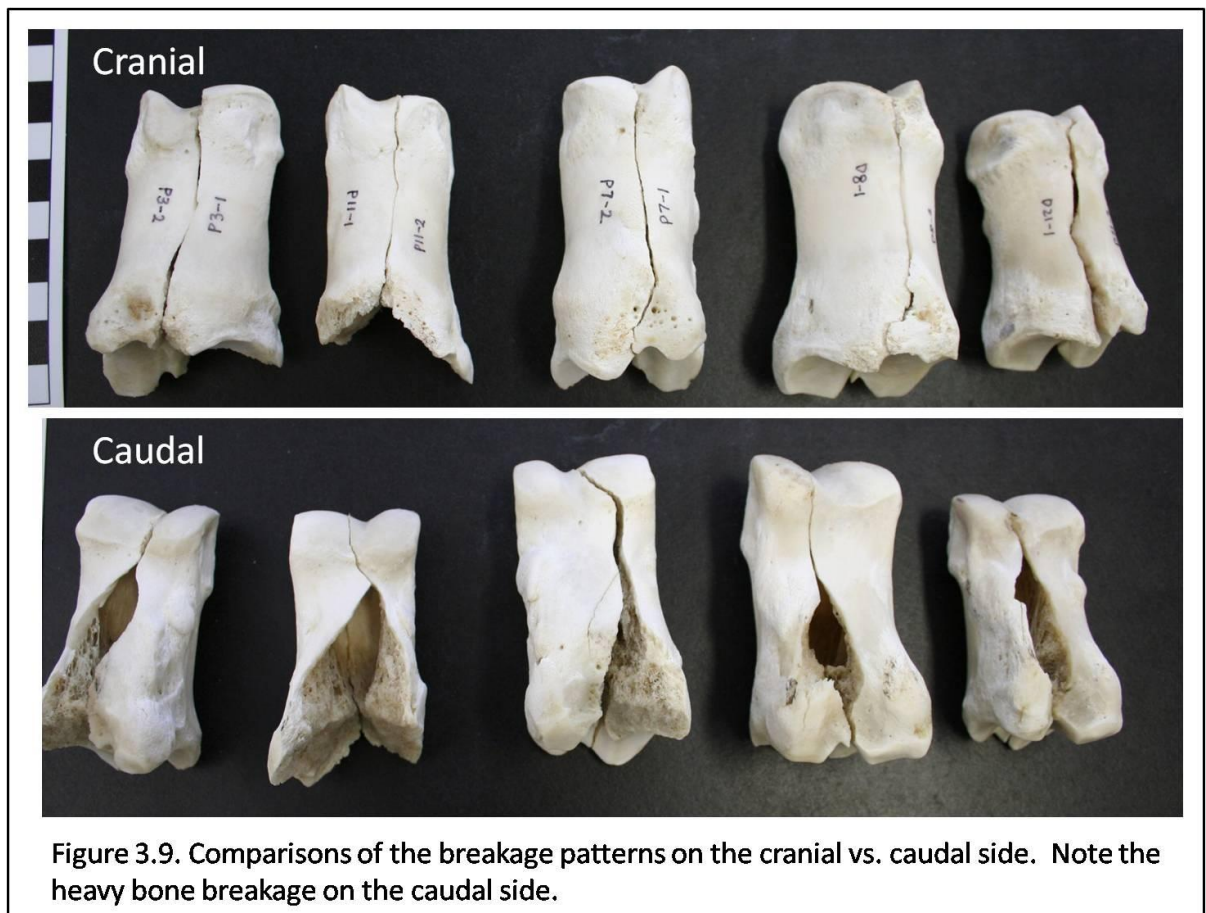 Cranial
P3-2
P3-1
P11-1
P11-2
P7-2
P7-1
D8-1
D21-1
Caudal
Figure 3.9. Comparisons of the breakage patterns on the cranial vs. caudal side. Note the
heavy bone breakage on the caudal side.